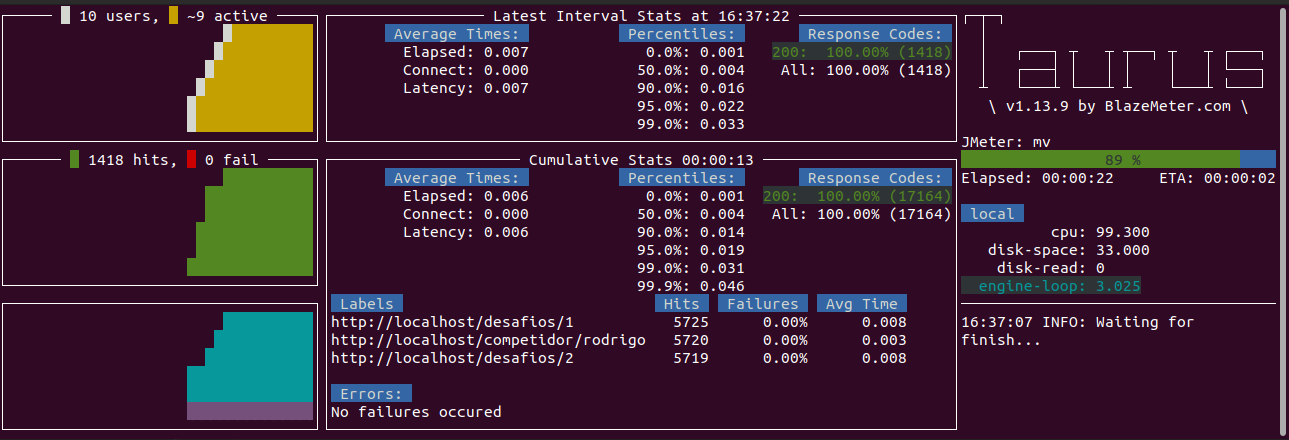 10 users, ~9 active
1418 hits, 0 fail
Latest Interval Stats at 16:37:22
Average Times: Percentiles: Response Codes:
Elapsed: 0.007 0.0%: 0.001 200: 100.00% (1418)
Connect: 0.000 50.0%: 0.004 All: 100.00% (1418)
Latency: 0.007 90.0%: 0.016
95.0%: 0.022
99.0%: 0.033
Cumulative Stats 00:00:13
Average Times: Percentiles: Response Codes:
Elapsed: 0.006 0.0%: 0.001 200: 100.00% (17164)
Connect: 0.000 50.0%: 0.004 All: 100.00% (17164)
Latency: 0.006 90.0%: 0.014
95.0%: 0.019
99.0%: 0.031
99.9%: 0.046
Labels Hits Failures Avg Time
http://localhost/desafios/1 5725 0.00% 0.008
http://localhost/competidor/rodrigo 5720 0.00% 0.003
http://localhost/desafios/2 5719 0.00% 0.008
Errors:
No failures occured
Taurus
\ v1.13.9 by BlazeMeter.com \
JMeter: mv
89 %
Elapsed: 00:00:22 ETA: 00:00:02
local
cpu: 99.300
disk-space: 33.000
disk-read: 0
engine-loop: 3.025
16:37:07 INFO: Waiting for
finish...